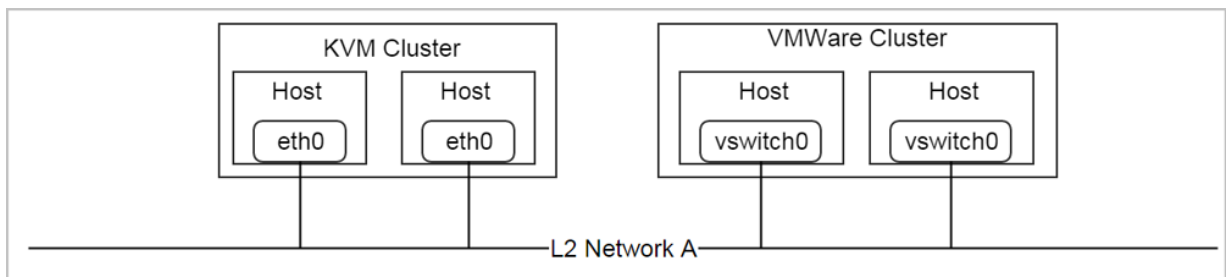 KVM Cluster
VMWare Cluster
Host
Host
Host
Host
eth0
eth0
vswitch0
vswitch0
L2 Network A